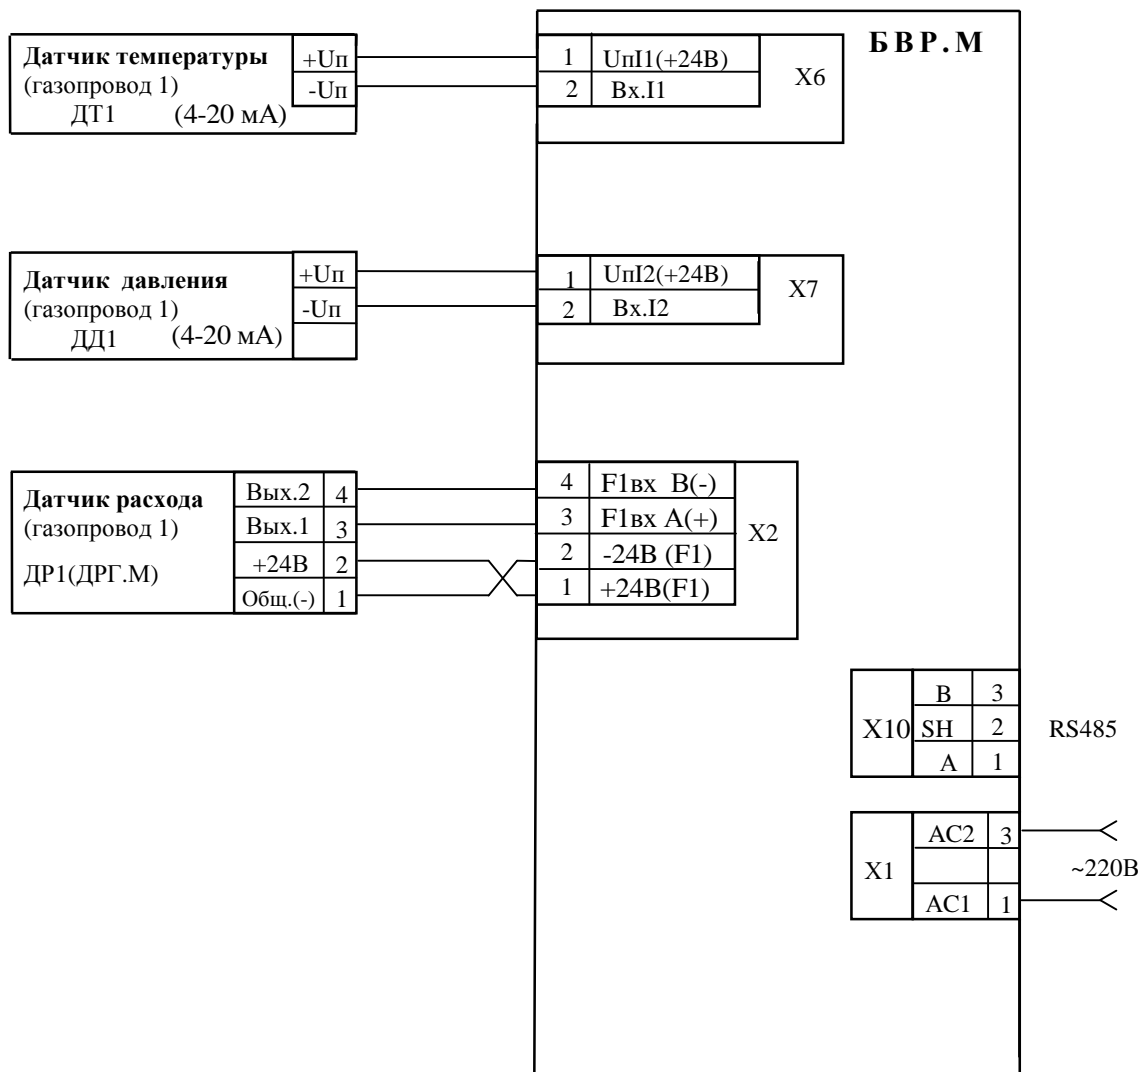 БВР.М
Датчик температуры
(газопровод 1)
ДТ1 (4-20 мА)
+Uп
-Uп
1 UпI1(+24В)
2 Вх.I1
X6
Датчик давления
(газопровод 1)
ДД1 (4-20 мА)
+Uп
-Uп
1 UпI2(+24В)
2 Вх.I2
X7
Датчик расхода
(газопровод 1)
ДР1(ДРГ.М)
Вых.2 4
Вых.1 3
+24В 2
Общ.(-) 1
4 F1вх В(-)
3 F1вх А(+)
2 -24В (F1)
1 +24В(F1)
X2
X10
B 3
SH 2
A 1
RS485
X1
AC2 3
AC1 1
~220В